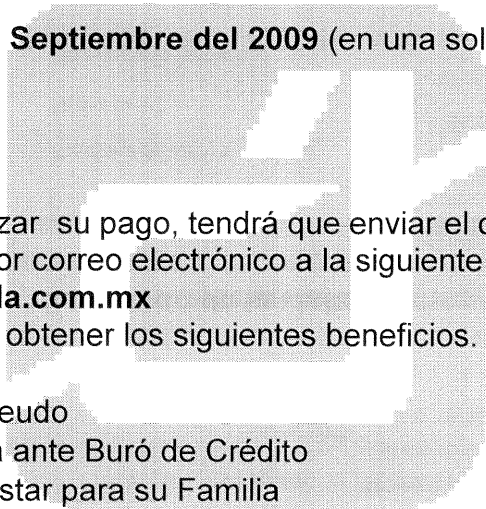 Septiembre del 2009 (en una sol
zar su pago, tendrá que enviar el
or correo electrónico a la siguiente
la.com.mx
obtener los siguientes beneficios.
eudo
ante Buró de Crédito
star para su Familia